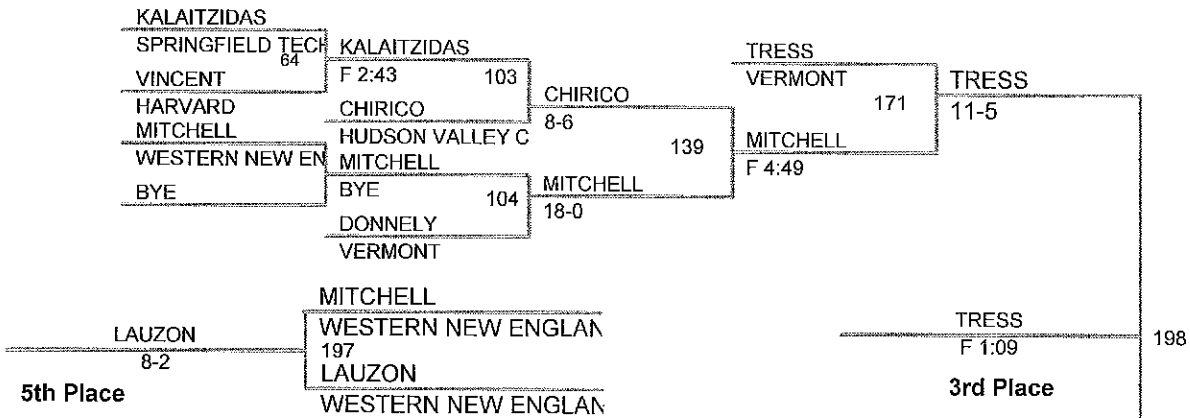 KALAITZIDAS
SPRINGFIELD TECH
64
VINCENT
HARVARD
MITCHELL
WESTERN NEW EN
BYE
KALAITZIDAS
F 2:43
103
CHIRICO
HUDSON VALLEY C
MITCHELL
BYE
104
DONNELY
VERMONT
CHIRICO
8-6
139
MITCHELL
18-0
TRESS
VERMONT
171
MITCHELL
F 4:49
TRESS
11-5
MITCHELL
WESTERN NEW ENGLAN
197
LAUZON
WESTERN NEW ENGLAN
LAUZON
8-2
5th Place
TRESS
F 1:09
198
3rd Place